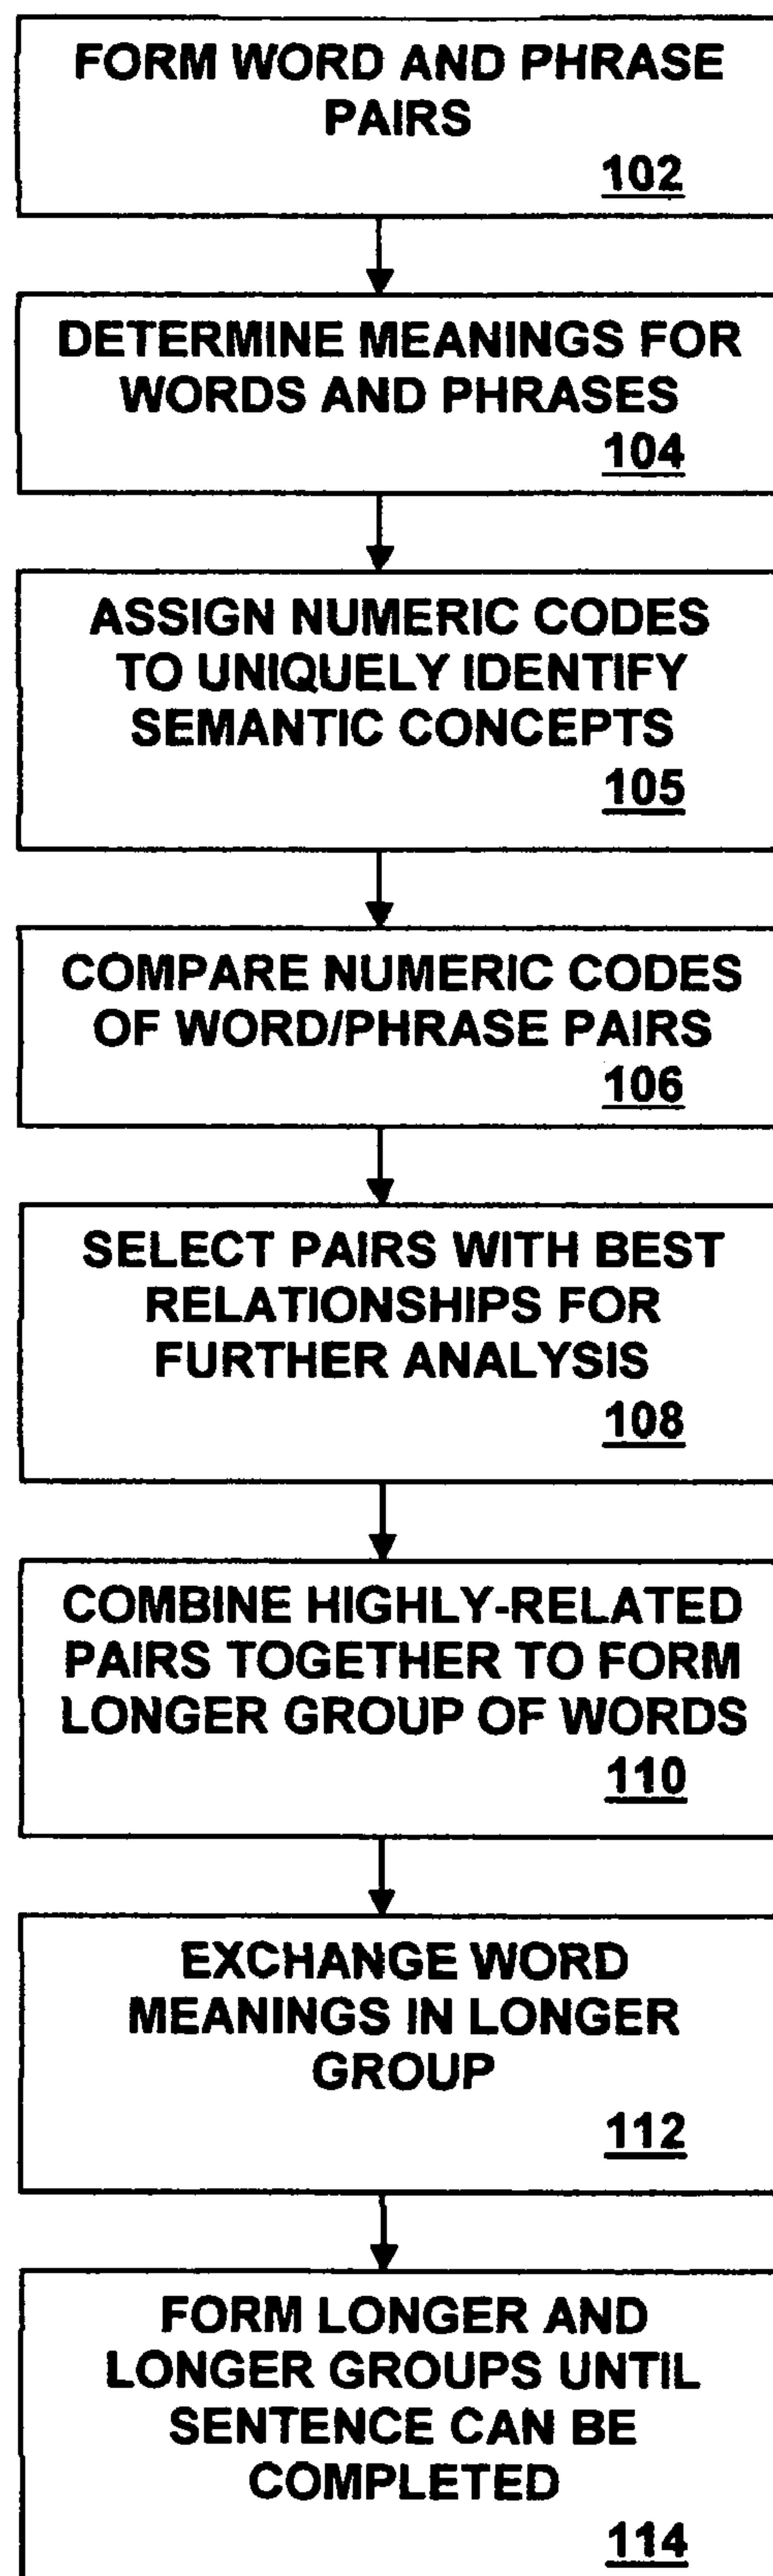 FORM WORD AND PHRASE
PAIRS
102
DETERMINE MEANINGS FOR
WORDS AND PHRASES
104
ASSIGN NUMERIC CODES
TO UNIQUELY IDENTIFY
SEMANTIC CONCEPTS
105
COMPARE NUMERIC CODES
OF WORD/PHRASE PAIRS
106
SELECT PAIRS WITH BEST
RELATIONSHIPS FOR
FURTHER ANALYSIS
108
COMBINE HIGHLY-RELATED
PAIRS TOGETHER TO FORM
LONGER GROUP OF WORDS
110
EXCHANGE WORD
MEANINGS IN LONGER
GROUP
112
FORM LONGER AND
LONGER GROUPS UNTIL
SENTENCE CAN BE
COMPLETED
114